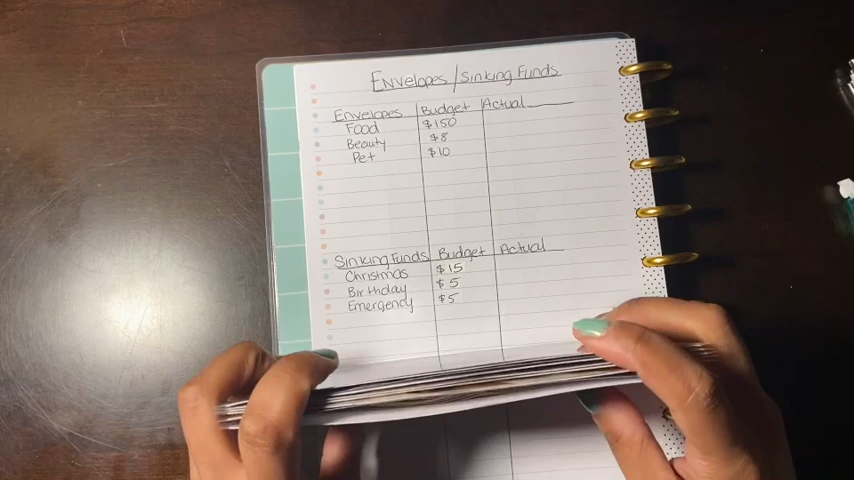 Envelopes/Sinking Funds
Envelopes Budget Actual
Food $150
Beauty $8
Pet $10
Sinking Funds Budget Actual
Christmas $15
Birthday $5
Emergency $5